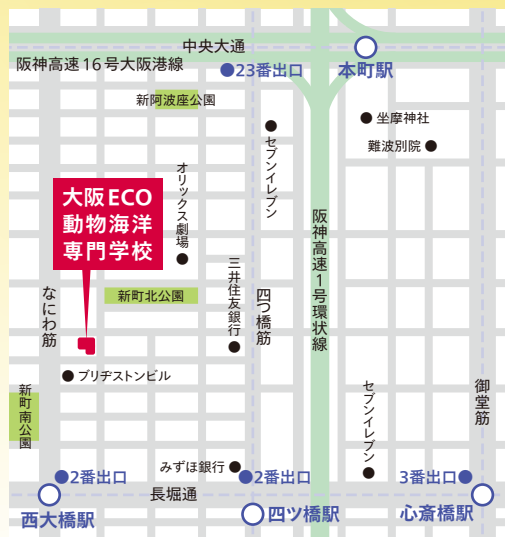 中央大通
阪神高速16号大阪港線
本町駅
23番出口
新阿波座公園
坐摩神社
難波別院
セブンイレブン
オリックス劇場
大阪ECO
動物海洋
専門学校
阪神高速1号環状線
三井住友銀行
四つ橋筋
なにわ筋
新町北公園
ブリヂストンビル
新町南公園
セブンイレブン
御堂筋
みずほ銀行
2番出口
2番出口
3番出口
長堀通
西大橋駅
四ツ橋駅
心斎橋駅